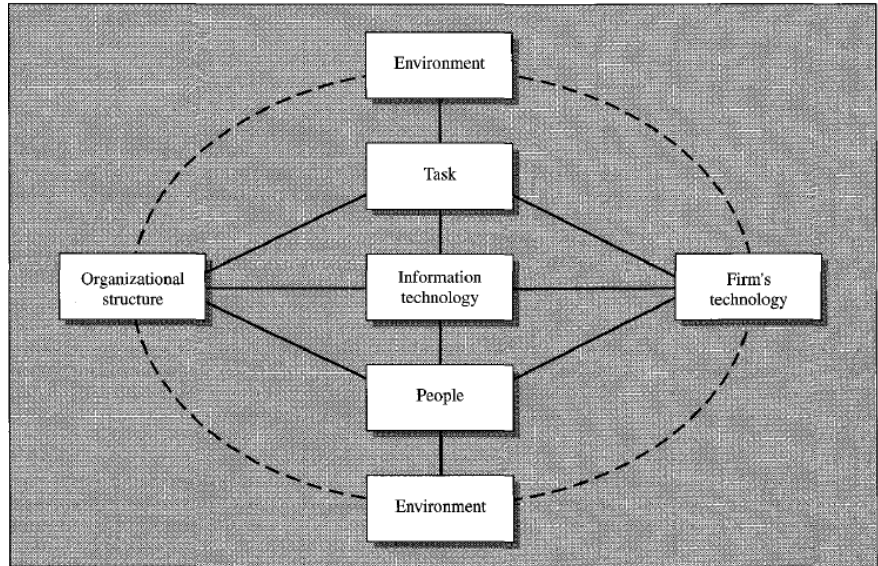 Environment
Task
Organizational
structure
Information
technology
Firm's
technology
People
Environment